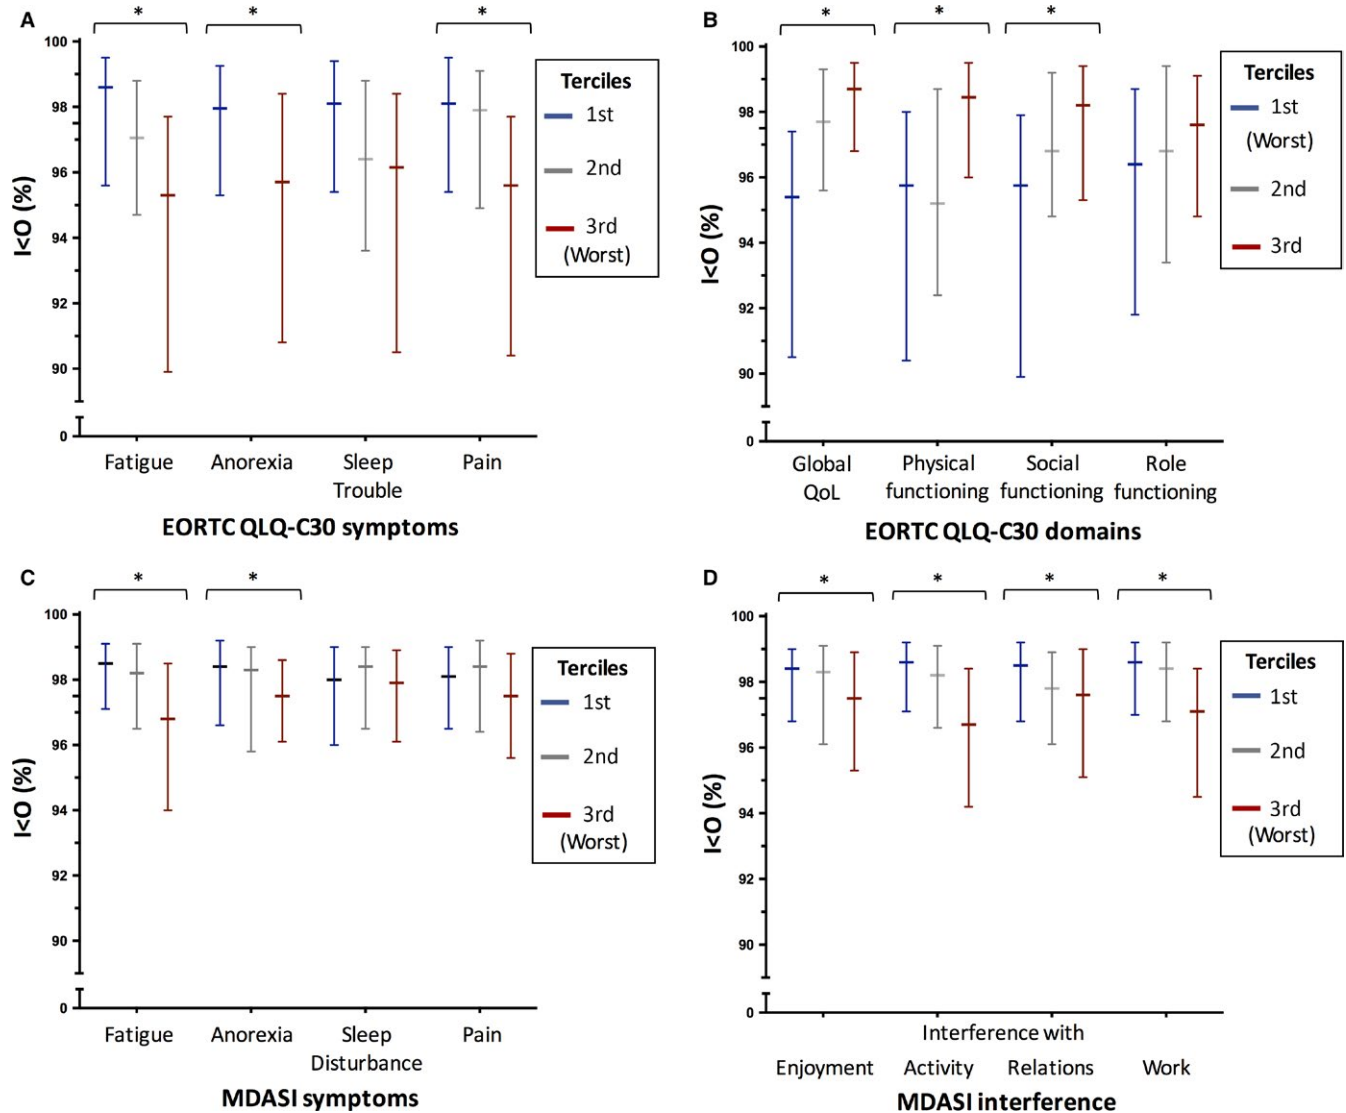 A
*
*
*
100
98
96
94
92
90
0
I<O (%)
Terciles
1st
2nd
3rd
(Worst)
Fatigue
Anorexia
Sleep
Trouble
Pain
EORTC QLQ-C30 symptoms
B
*
*
*
100
98
96
94
92
90
0
I<O (%)
Terciles
1st
(Worst)
2nd
3rd
Global
QoL
Physical
functioning
Social
functioning
Role
functioning
EORTC QLQ-C30 domains
C
*
*
100
98
96
94
92
90
0
I<O (%)
Terciles
1st
2nd
3rd
(Worst)
Fatigue
Anorexia
Sleep
Disturbance
Pain
MDASI symptoms
D
*
*
*
*
100
98
96
94
92
90
0
I<O (%)
Terciles
1st
2nd
3rd
(Worst)
Interference with
Enjoyment
Activity
Relations
Work
MDASI interference